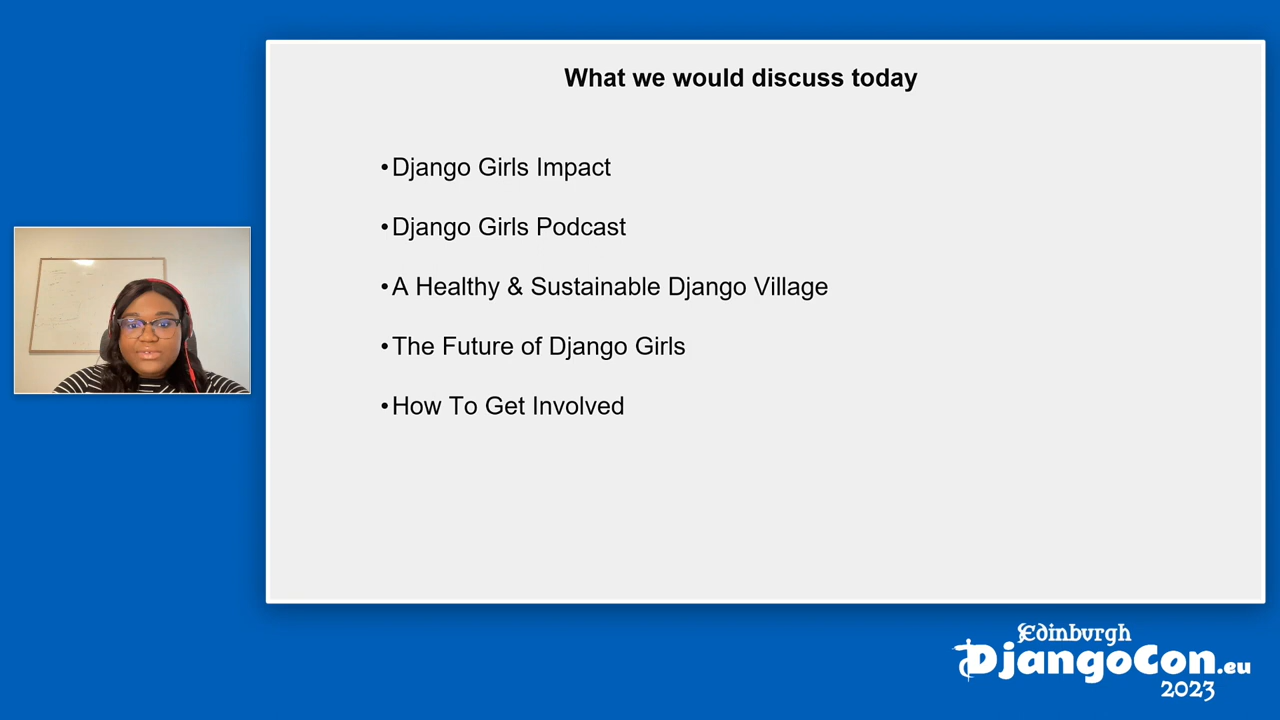 What we would discuss today
•Django Girls Impact
•Django Girls Podcast
•A Healthy & Sustainable Django Village
•The Future of Django Girls
•How To Get Involved
Edinburgh
DjangoCon.eu
2023